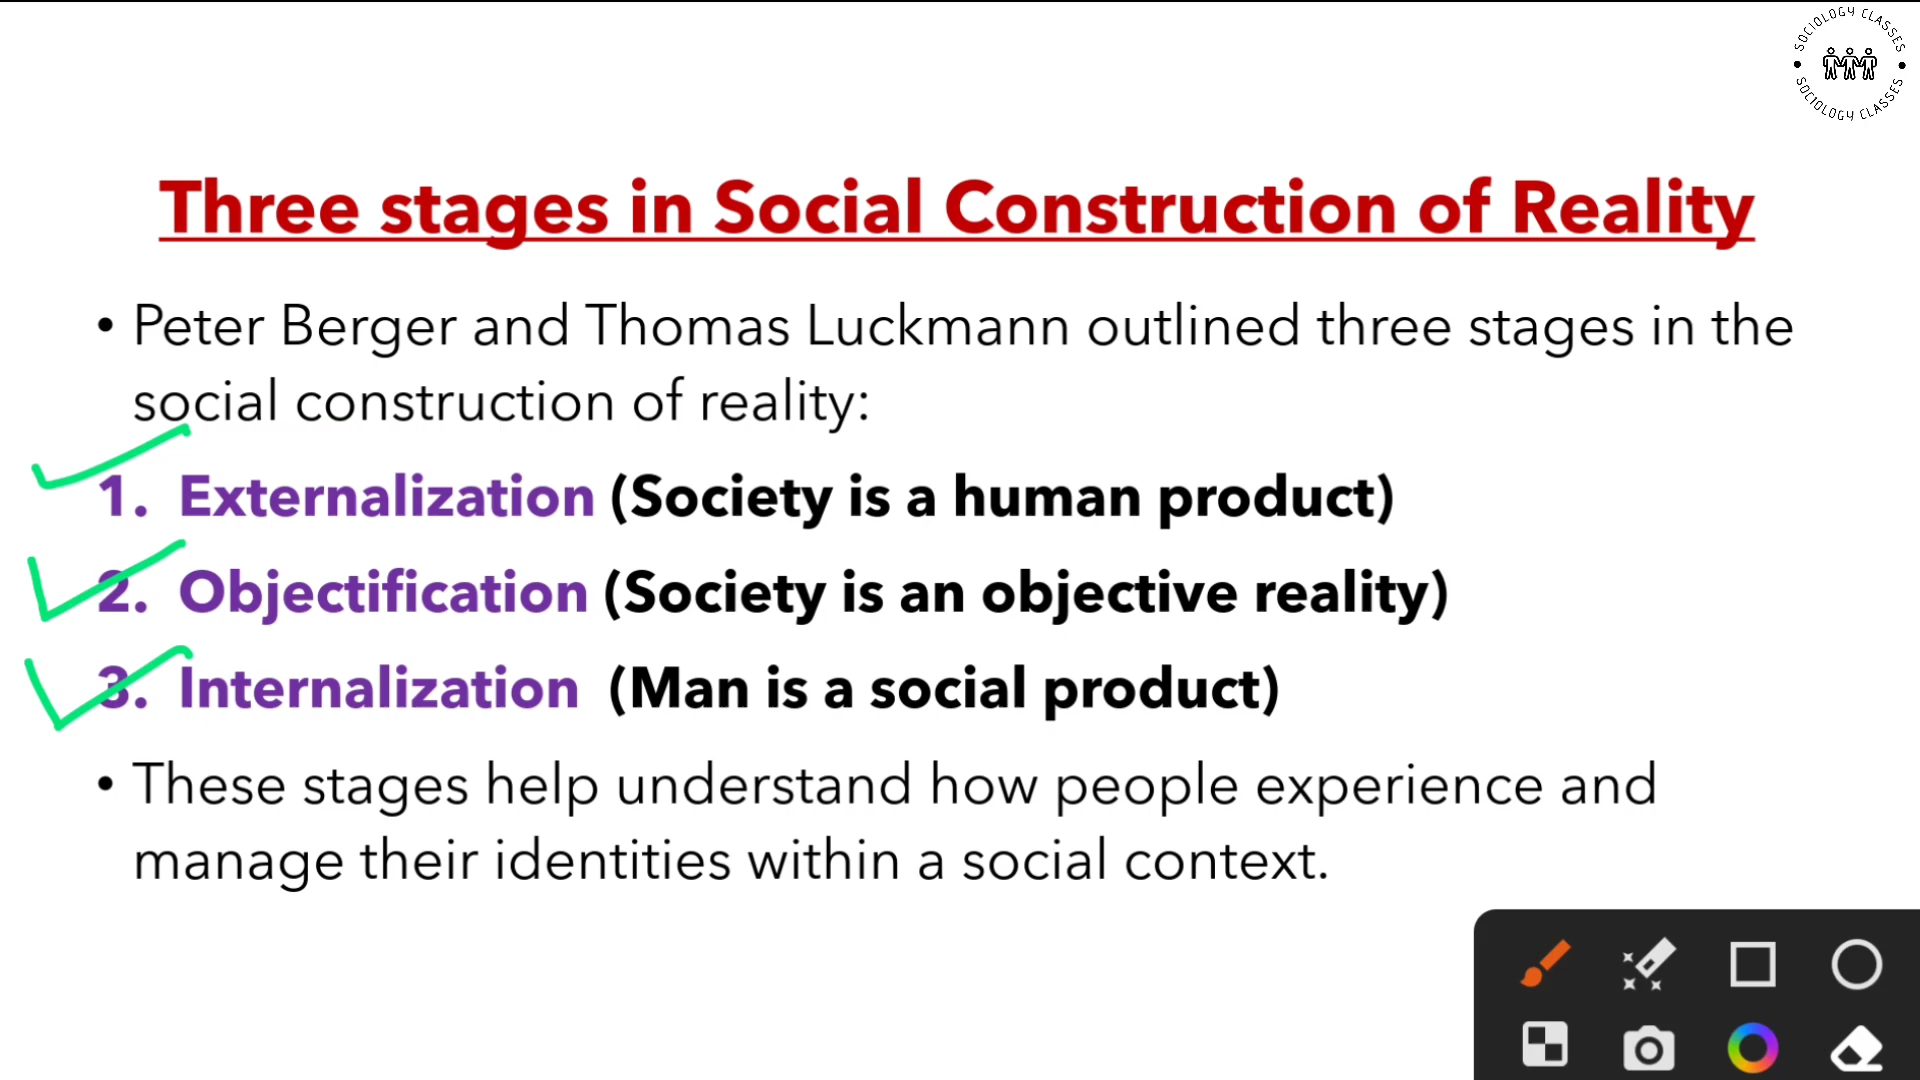 SOCIOLOGY CLASSES
SOCIOLOGY CLASSES
Three stages in Social Construction of Reality
• Peter Berger and Thomas Luckmann outlined three stages in the
social construction of reality:
1. Externalization (Society is a human product)
2. Objectification (Society is an objective reality)
3. Internalization (Man is a social product)
• These stages help understand how people experience and
manage their identities within a social context.